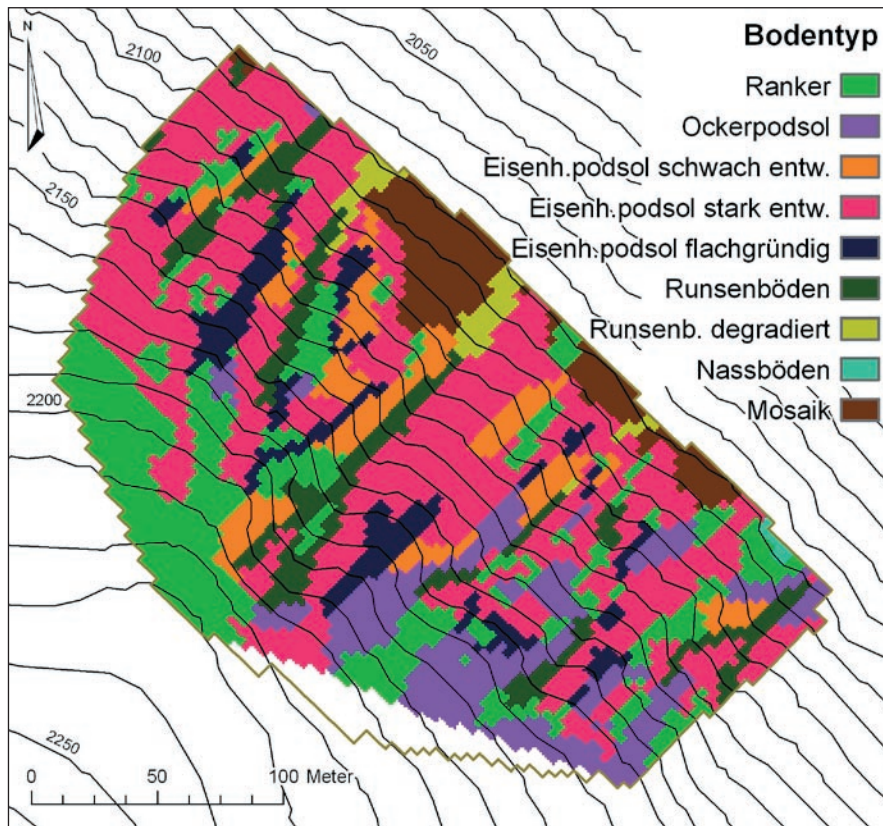 N
2100
2050
2150
2200
2250
0 50 100 Meter
Bodentyp
Ranker
Ockerpodsol
Eisenh.podsol schwach entw.
Eisenh.podsol stark entw.
Eisenh.podsol flachgründig
Runsenböden
Runsenb. degradiert
Nassböden
Mosaik